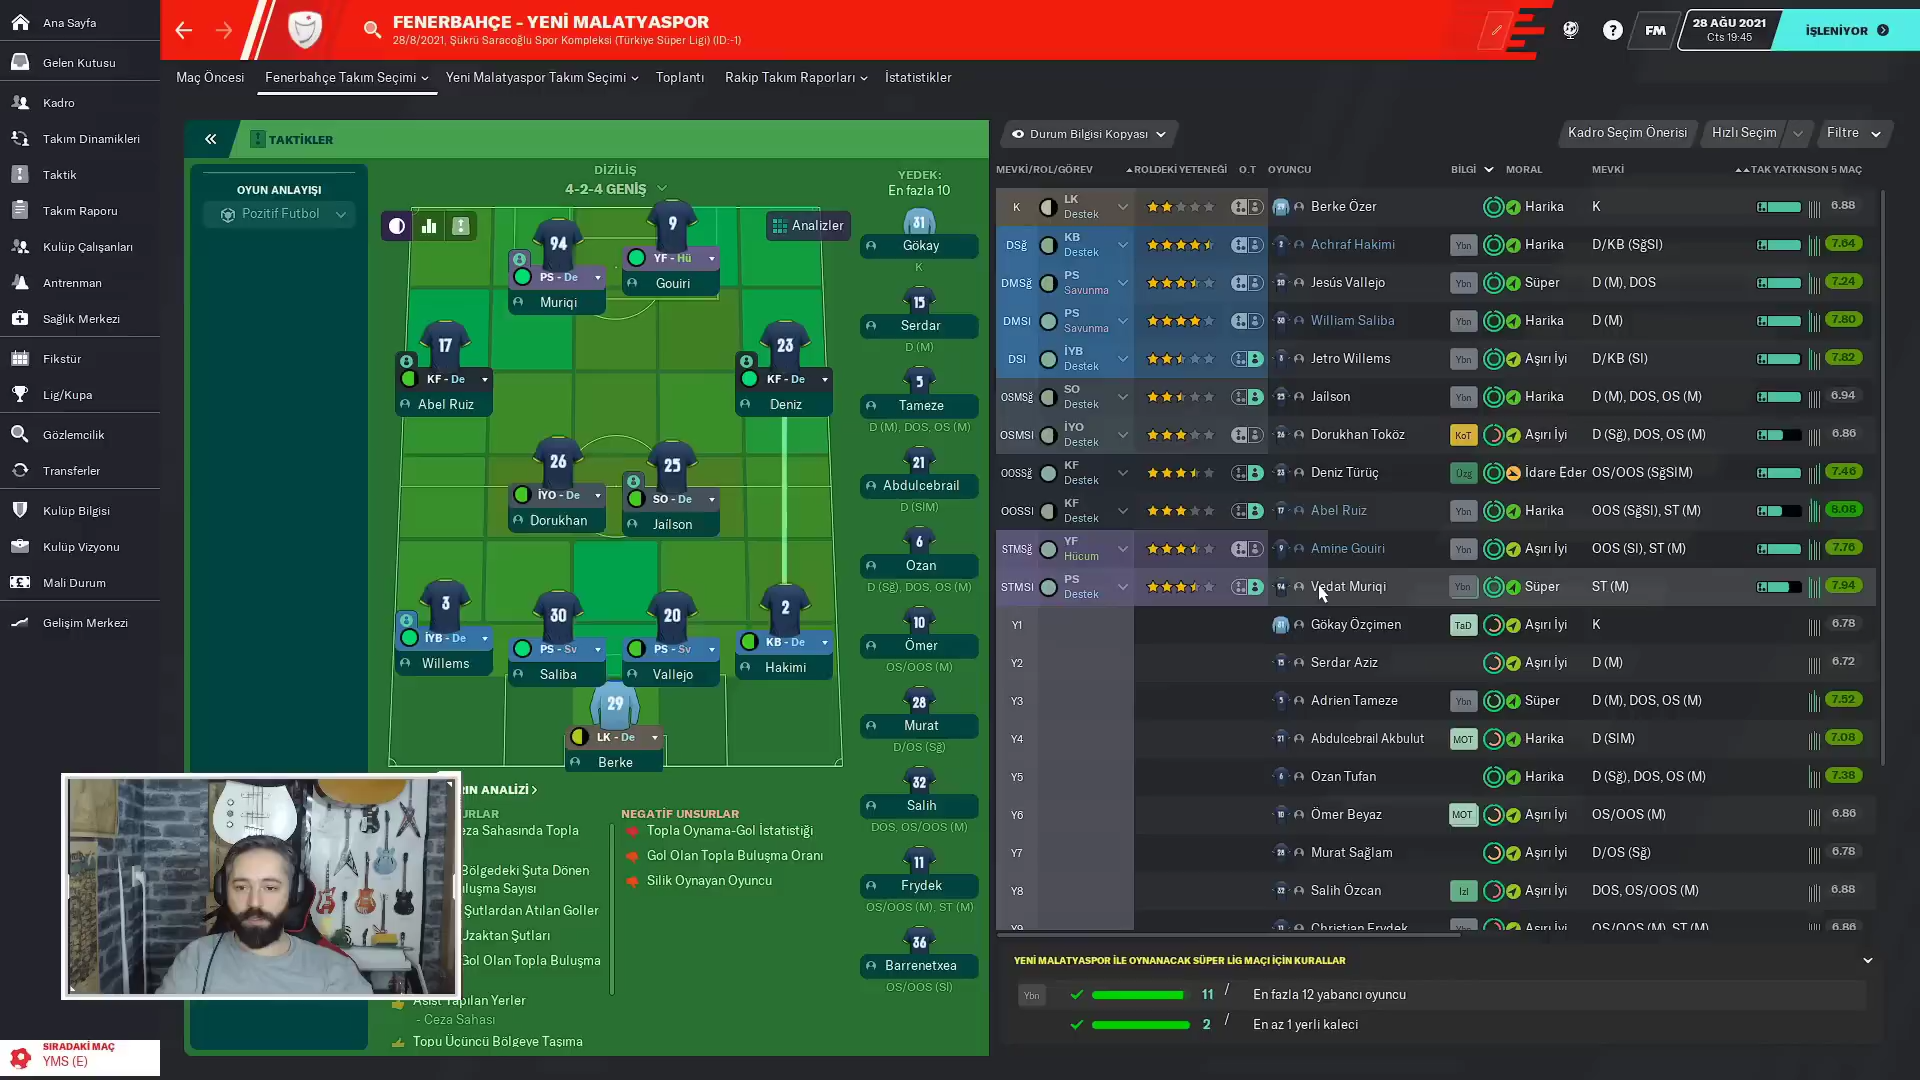 Ana Sayfa
Gelen Kutusu
Kadro
Takım Dinamikleri
Taktik
Takım Raporu
Kulüp Çalışanları
Antrenman
Sağlık Merkezi
Fikstür
Lig/Kupa
Gözlemcilik
Transferler
Kulüp Bilgisi
Kulüp Vizyonu
Mali Durum
Gelişim Merkezi
SIRADAKİ MAÇ
YMS (E)
FENERBAHÇE - YENİ MALATYASPOR
28/8/2021, Şükrü Saracoğlu Spor Kompleksi (Türkiye Süper Ligi) (ID:-1)
FM
28 AĞU 2021
Cts 19:45
İŞLENİYOR
Maç Öncesi
Fenerbahçe Takım Seçimi
Yeni Malatyaspor Takım Seçimi
Toplantı
Rakip Takım Raporları
İstatistikler
TAKTİKLER
OYUN ANLAYIŞI
Pozitif Futbol
DİZİLİŞ
4-2-4 GENİŞ
Analizler
94
PS - De
Muriqi
9
YF - Hü
Gouiri
17
KF - De
Abel Ruiz
23
KF - De
Deniz
26
İYO - De
Dorukhan
25
SO - De
Jaílson
3
İYB - De
Willems
30
PS - Sv
Saliba
20
PS - Sv
Vallejo
2
KB - De
Hakimi
29
LK - De
Berke
YEDEK:
En fazla 10
31
Gökay
K
15
Serdar
D (M)
5
Tameze
D (M), DOS, OS (M)
21
Abdulcebrail
D (SlM)
6
Ozan
D (Sğ), DOS, OS (M)
10
Ömer
OS/OOS (M)
28
Murat
D/OS (Sğ)
32
Salih
DOS, OS/OOS (M)
11
Frydek
OS/OOS (M), ST (M)
36
Barrenetxea
OS/OOS (Sl)
RIN ANALİZİ
URLAR
eza Sahasında Topla
Bölgedeki Şuta Dönen
uluşma Sayısı
Şutlardan Atılan Goller
Uzaktan Şutları
Gol Olan Topla Buluşma
Asist Yapılan Yerler
- Ceza Sahası
Topu Üçüncü Bölgeye Taşıma
NEGATİF UNSURLAR
Topla Oynama-Gol İstatistiği
Gol Olan Topla Buluşma Oranı
Silik Oynayan Oyuncu
Durum Bilgisi Kopyası
Kadro Seçim Önerisi
Hızlı Seçim
Filtre
MEVKİ/ROL/GÖREV
ROLDEKİ YETENEĞİ
O.T
OYUNCU
BİLGİ
MORAL
MEVKİ
TAK YATKN
SON 5 MAÇ
K LK Destek Berke Özer Harika K 6.88
DSğ KB Destek Achraf Hakimi Ybn Harika D/KB (SğSl) 7.64
DMSğ PS Savunma Jesús Vallejo Ybn Süper D (M), DOS 7.24
DMSl PS Savunma William Saliba Ybn Harika D (M) 7.80
DSl İYB Destek Jetro Willems Ybn Aşırı İyi D/KB (Sl) 7.82
OSMSğ SO Destek Jaílson Ybn Harika D (M), DOS, OS (M) 6.94
OSMSl İYO Destek Dorukhan Toköz KoT Aşırı İyi D (Sğ), DOS, OS (M) 6.86
OOSSğ KF Destek Deniz Türüç Üzg İdare Eder OS/OOS (SğSlM) 7.46
OOSSl KF Destek Abel Ruiz Ybn Harika OOS (SğSl), ST (M) 8.08
STMSğ YF Hücum Amine Gouiri Ybn Aşırı İyi OOS (Sl), ST (M) 7.76
STMSl PS Destek Vedat Muriqi Ybn Süper ST (M) 7.94
Y1 Gökay Özçimen TaD Aşırı İyi K 6.78
Y2 Serdar Aziz Aşırı İyi D (M) 6.72
Y3 Adrien Tameze Ybn Süper D (M), DOS, OS (M) 7.52
Y4 Abdulcebrail Akbulut MOT Harika D (SlM) 7.08
Y5 Ozan Tufan Harika D (Sğ), DOS, OS (M) 7.38
Y6 Ömer Beyaz MOT Aşırı İyi OS/OOS (M) 6.86
Y7 Murat Sağlam Aşırı İyi D/OS (Sğ) 6.78
Y8 Salih Özcan İzl Aşırı İyi DOS, OS/OOS (M) 6.88
Y9 Christian Frydek Ybn Aşırı İyi OS/OOS (M), ST (M) 6.86
YENİ MALATYASPOR İLE OYNANACAK SÜPER LİG MAÇI İÇİN KURALLAR
Ybn 11 / En fazla 12 yabancı oyuncu
2 / En az 1 yerli kaleci